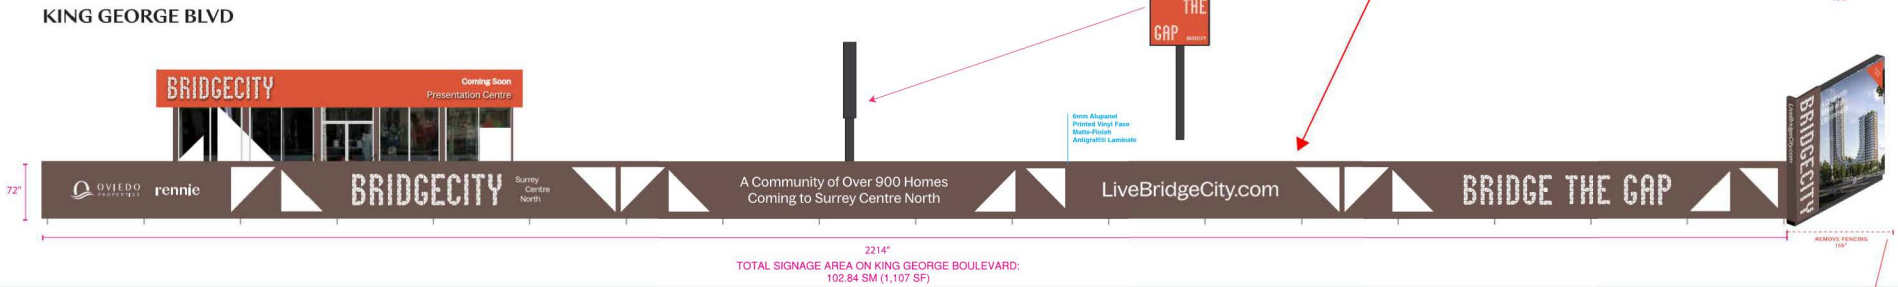 KING GEORGE BLVD
THE
GAP
BRIDGECITY
Coming Soon
Presentation Centre
6mm Alupanel
Printed Vinyl Face
Matte-Finish
Antigraffiti Laminate
72"
OVIEDO
PROPERTIES
rennie
BRIDGECITY
Surrey
Centre
North
A Community of Over 900 Homes
Coming to Surrey Centre North
LiveBridgeCity.com
BRIDGE THE GAP
LiveBridgeCity.com
BRIDGECITY
2214"
REMOVE FENCING
156"
TOTAL SIGNAGE AREA ON KING GEORGE BOULEVARD:
102.84 SM (1,107 SF)